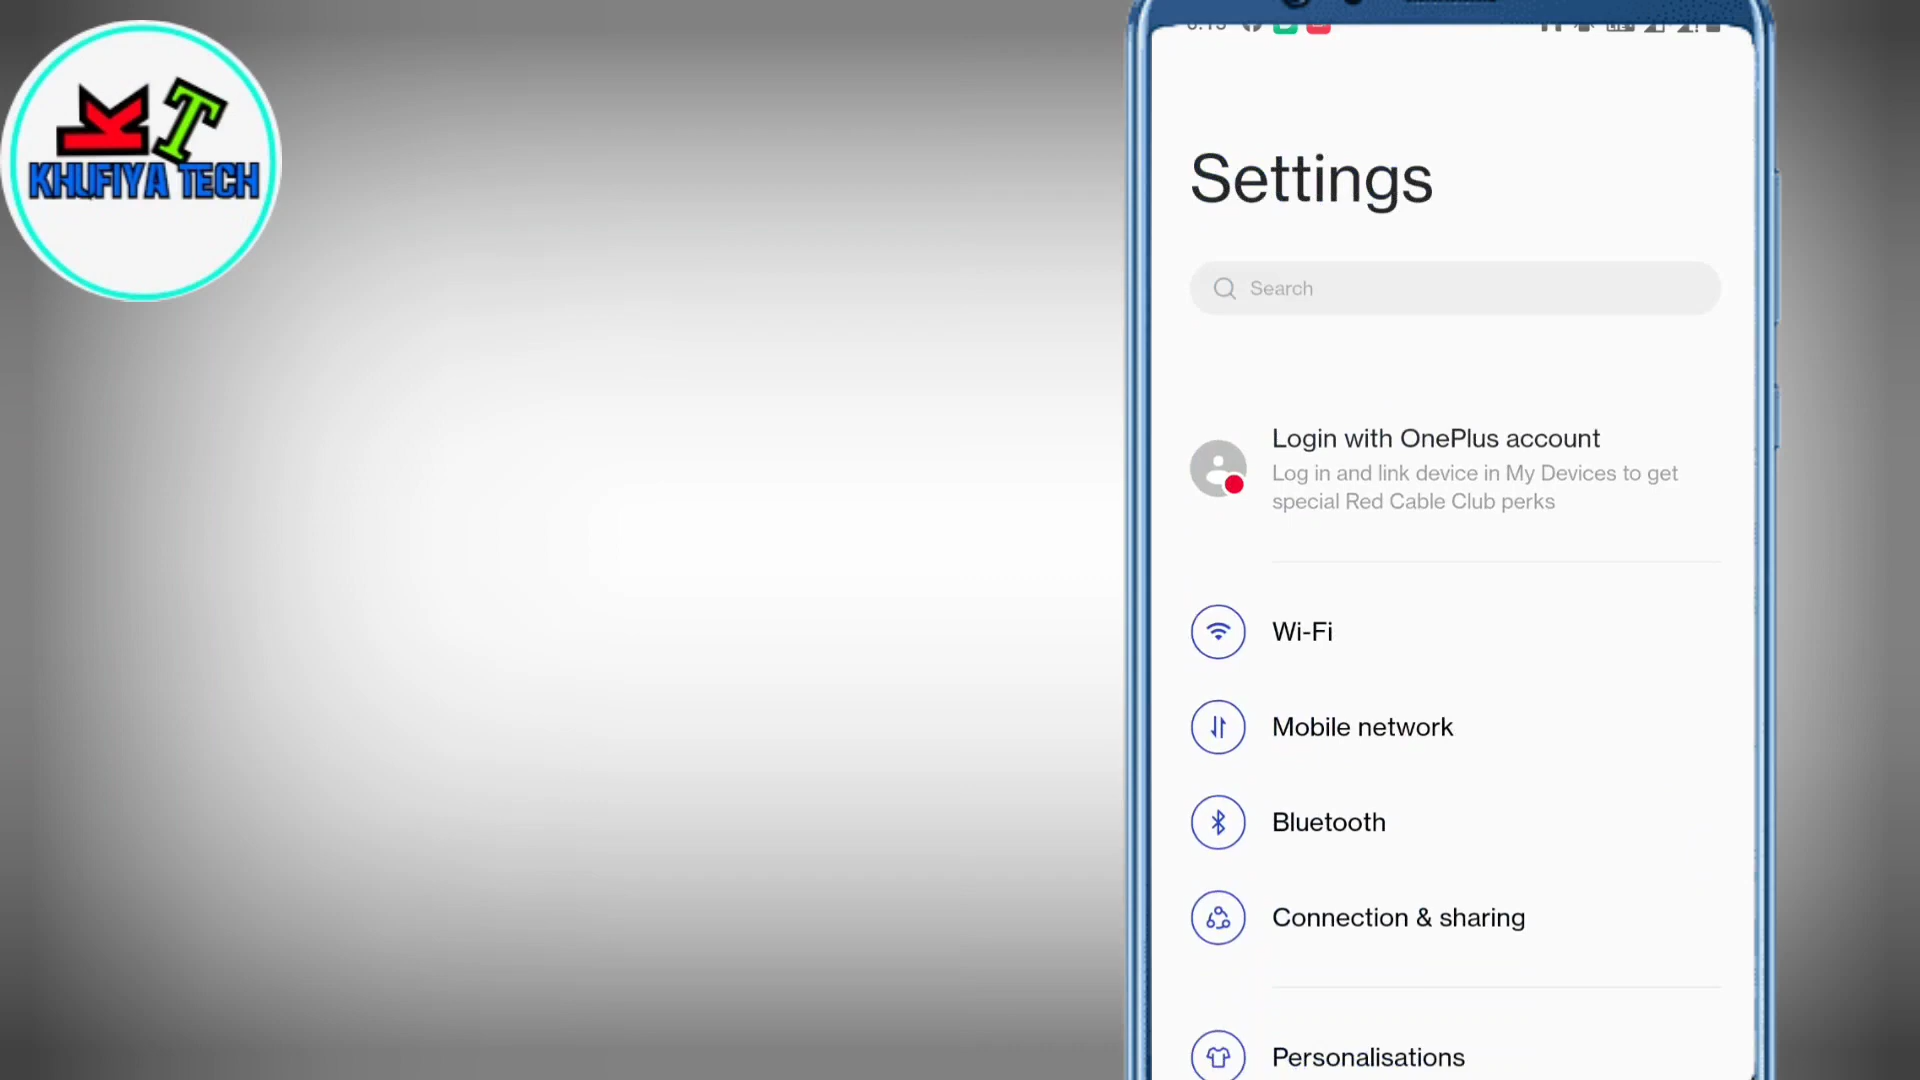 KT
KHUFIYA TECH
Settings
Search
Login with OnePlus account
Log in and link device in My Devices to get
special Red Cable Club perks
Wi-Fi
Mobile network
Bluetooth
Connection & sharing
Personalisations